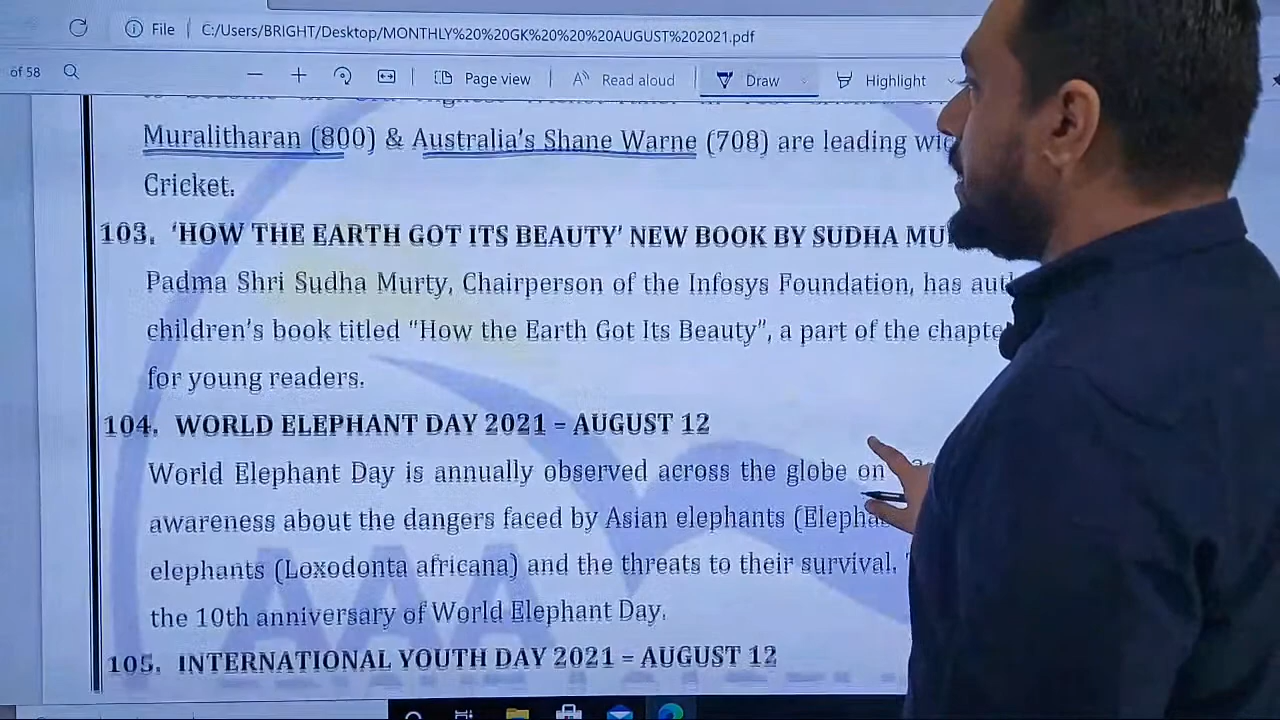 File
C:/Users/BRIGHT/Desktop/MONTHLY%20%20GK%20%20%20AUGUST%202021.pdf
of 58
Page view
Read aloud
Draw
Highlight
Muralitharan (800) & Australia's Shane Warne (708) are leading
Cricket.
103. 'HOW THE EARTH GOT ITS BEAUTY' NEW BOOK BY SUDHA
Padma Shri Sudha Murty, Chairperson of the Infosys Foundation, has
children's book titled "How the Earth Got Its Beauty", a part of the
for young readers.
104. WORLD ELEPHANT DAY 2021 = AUGUST 12
World Elephant Day is annually observed across the globe on
awareness about the dangers faced by Asian elephants
elephants (Loxodonta africana) and the threats to their survival.
the 10th anniversary of World Elephant Day.
105. INTERNATIONAL YOUTH DAY 2021 = AUGUST 12
AAA